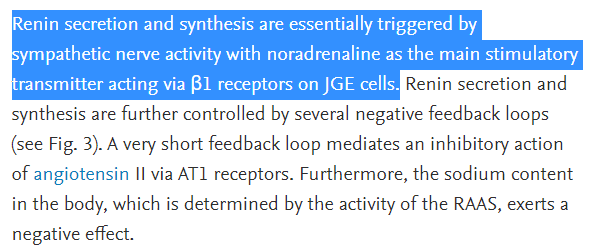 Renin secretion and synthesis are essentially triggered by
sympathetic nerve activity with noradrenaline as the main stimulatory
transmitter acting via β1 receptors on JGE cells. Renin secretion and
synthesis are further controlled by several negative feedback loops
(see Fig. 3). A very short feedback loop mediates an inhibitory action
of angiotensin II via AT1 receptors. Furthermore, the sodium content
in the body, which is determined by the activity of the RAAS, exerts a
negative effect.